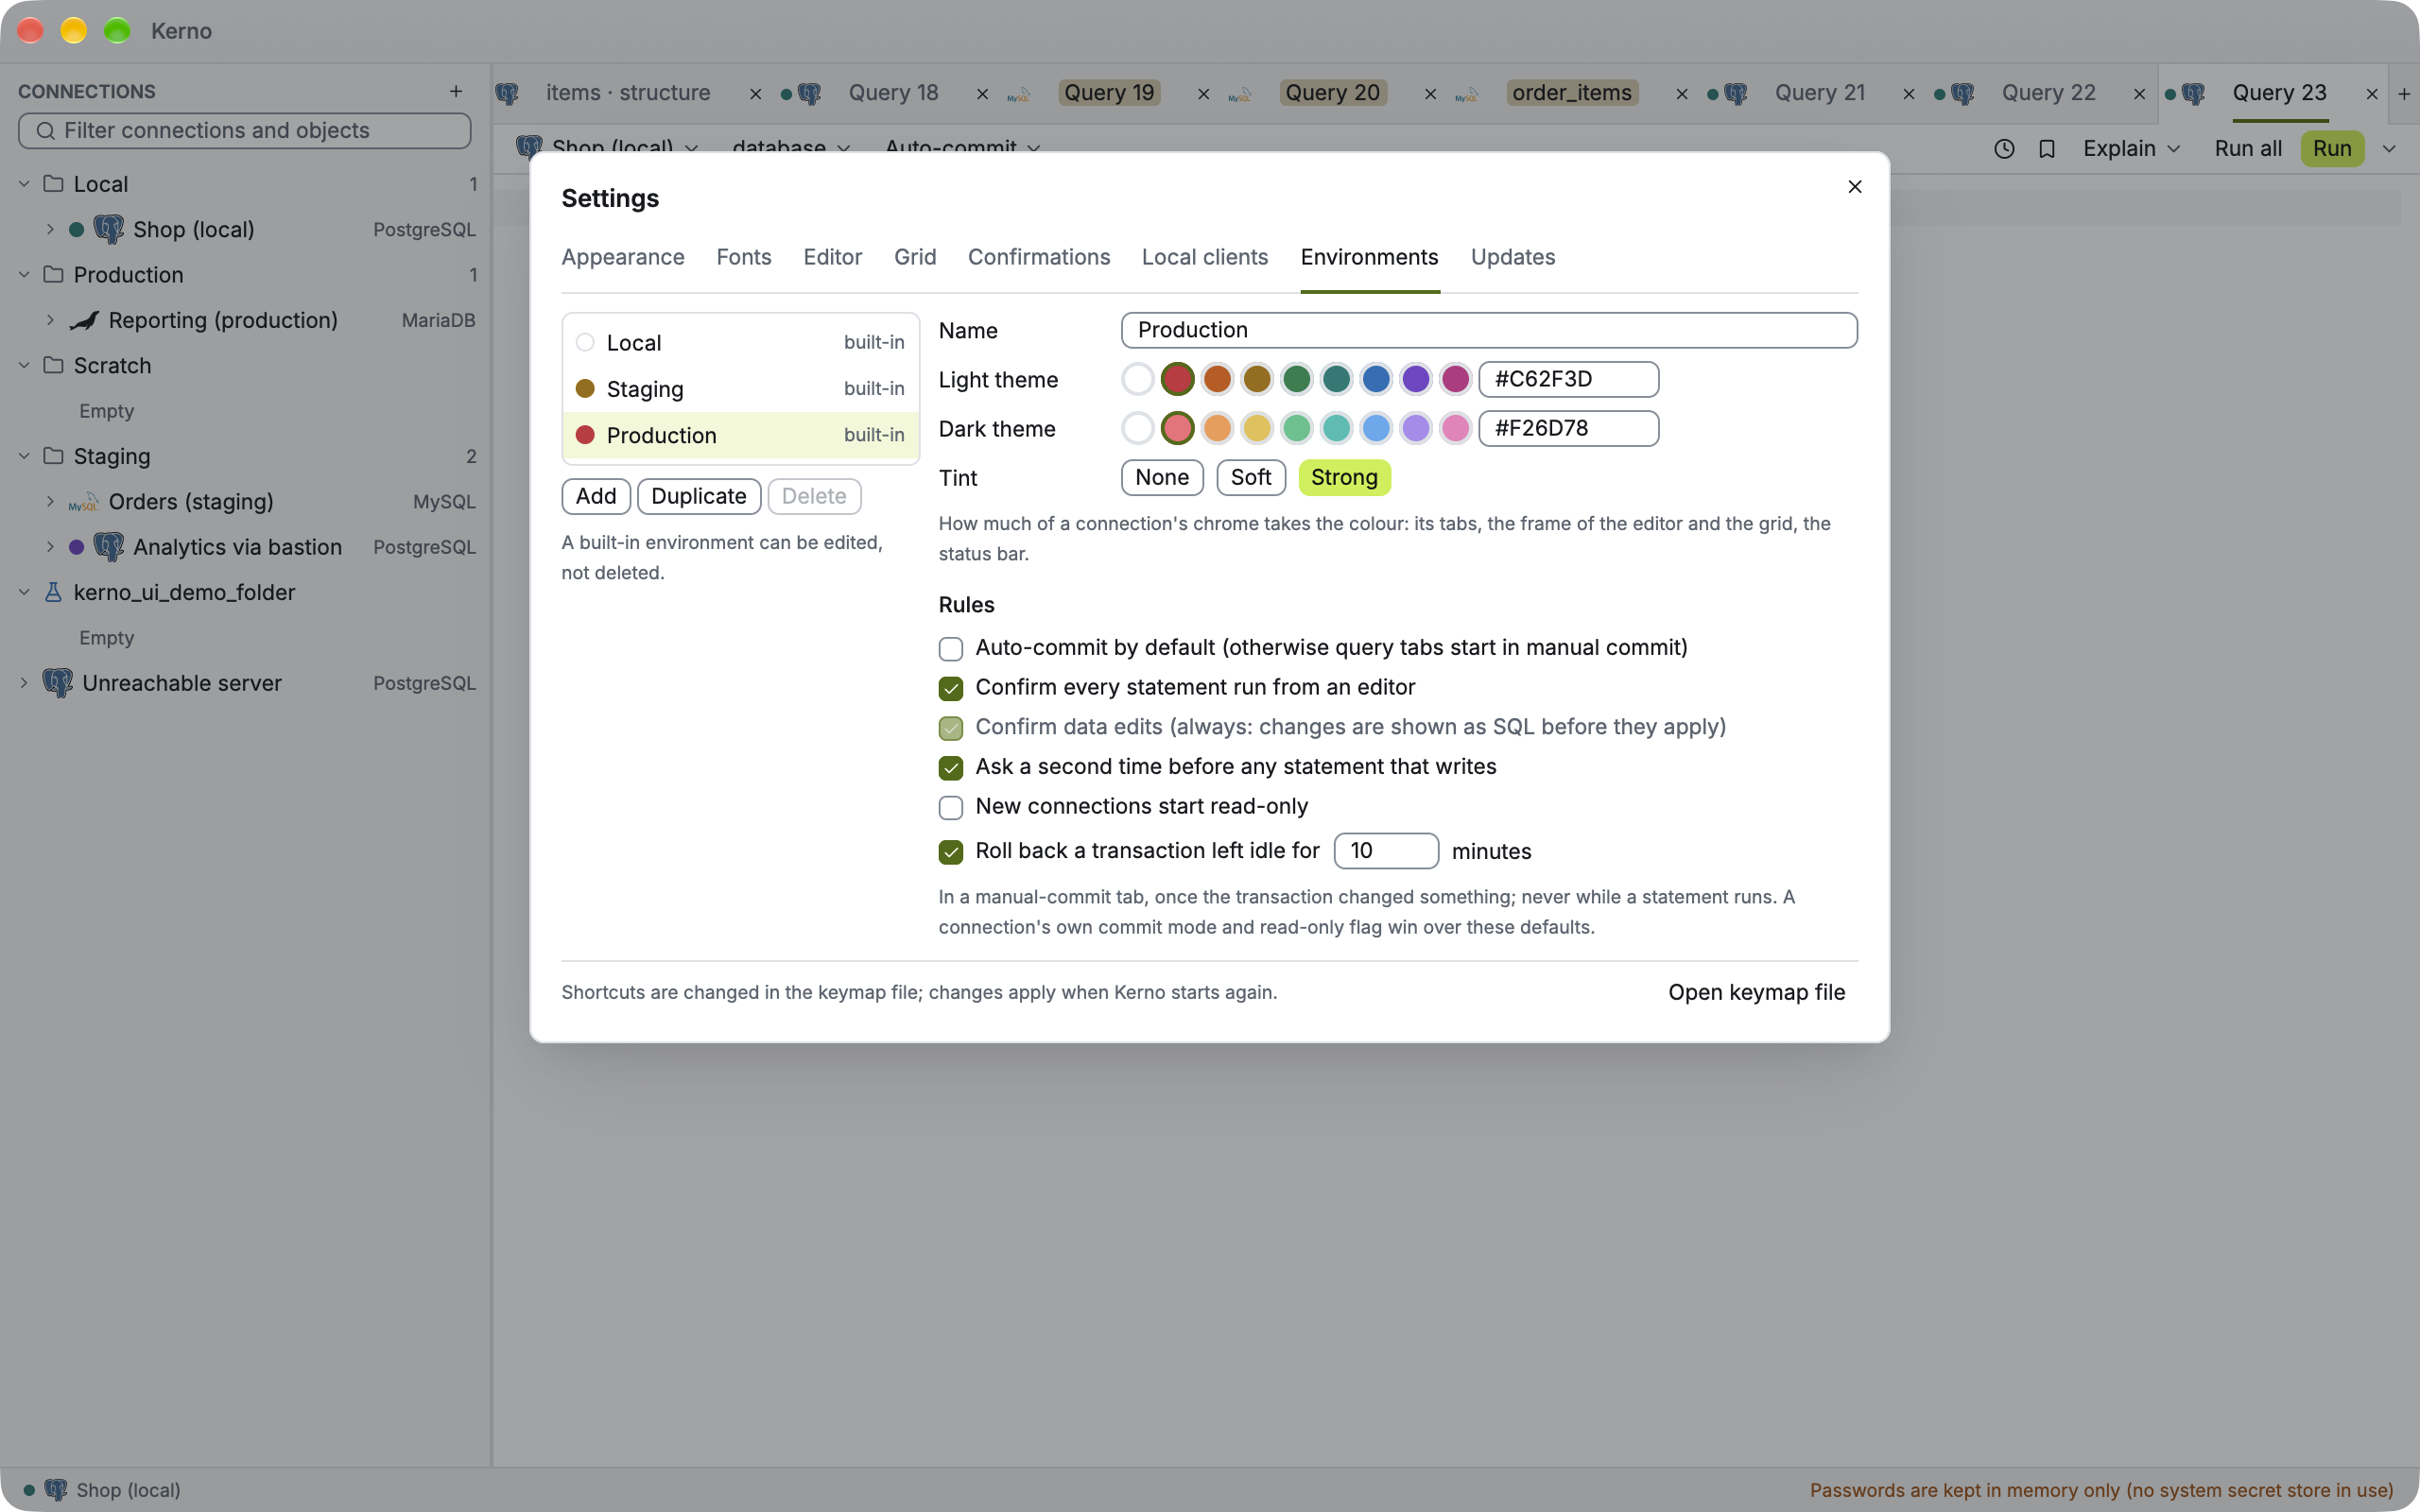 Kerno
CONNECTIONS
Filter connections and objects
Local 1
Shop (local) PostgreSQL
Production 1
Reporting (production) MariaDB
Scratch
Empty
Staging 2
MySQL Orders (staging) MySQL
Analytics via bastion PostgreSQL
kerno_ui_demo_folder
Empty
Unreachable server PostgreSQL
items · structure
Query 18
MySQL Query 19
MySQL Query 20
MySQL order_items
Query 21
Query 22
Query 23
Shop (local) database Auto-commit
Explain Run all Run
Settings
Appearance Fonts Editor Grid Confirmations Local clients Environments Updates
Local built-in
Staging built-in
Production built-in
Add Duplicate Delete
A built-in environment can be edited,
not deleted.
Name Production
Light theme #C62F3D
Dark theme #F26D78
Tint None Soft Strong
How much of a connection's chrome takes the colour: its tabs, the frame of the editor and the grid, the
status bar.
Rules
Auto-commit by default (otherwise query tabs start in manual commit)
Confirm every statement run from an editor
Confirm data edits (always: changes are shown as SQL before they apply)
Ask a second time before any statement that writes
New connections start read-only
Roll back a transaction left idle for 10 minutes
In a manual-commit tab, once the transaction changed something; never while a statement runs. A
connection's own commit mode and read-only flag win over these defaults.
Shortcuts are changed in the keymap file; changes apply when Kerno starts again.
Open keymap file
Shop (local)
Passwords are kept in memory only (no system secret store in use)